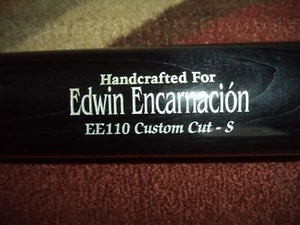 Handcrafted For
Edwin Encarnación
EE110 Custom Cut - S